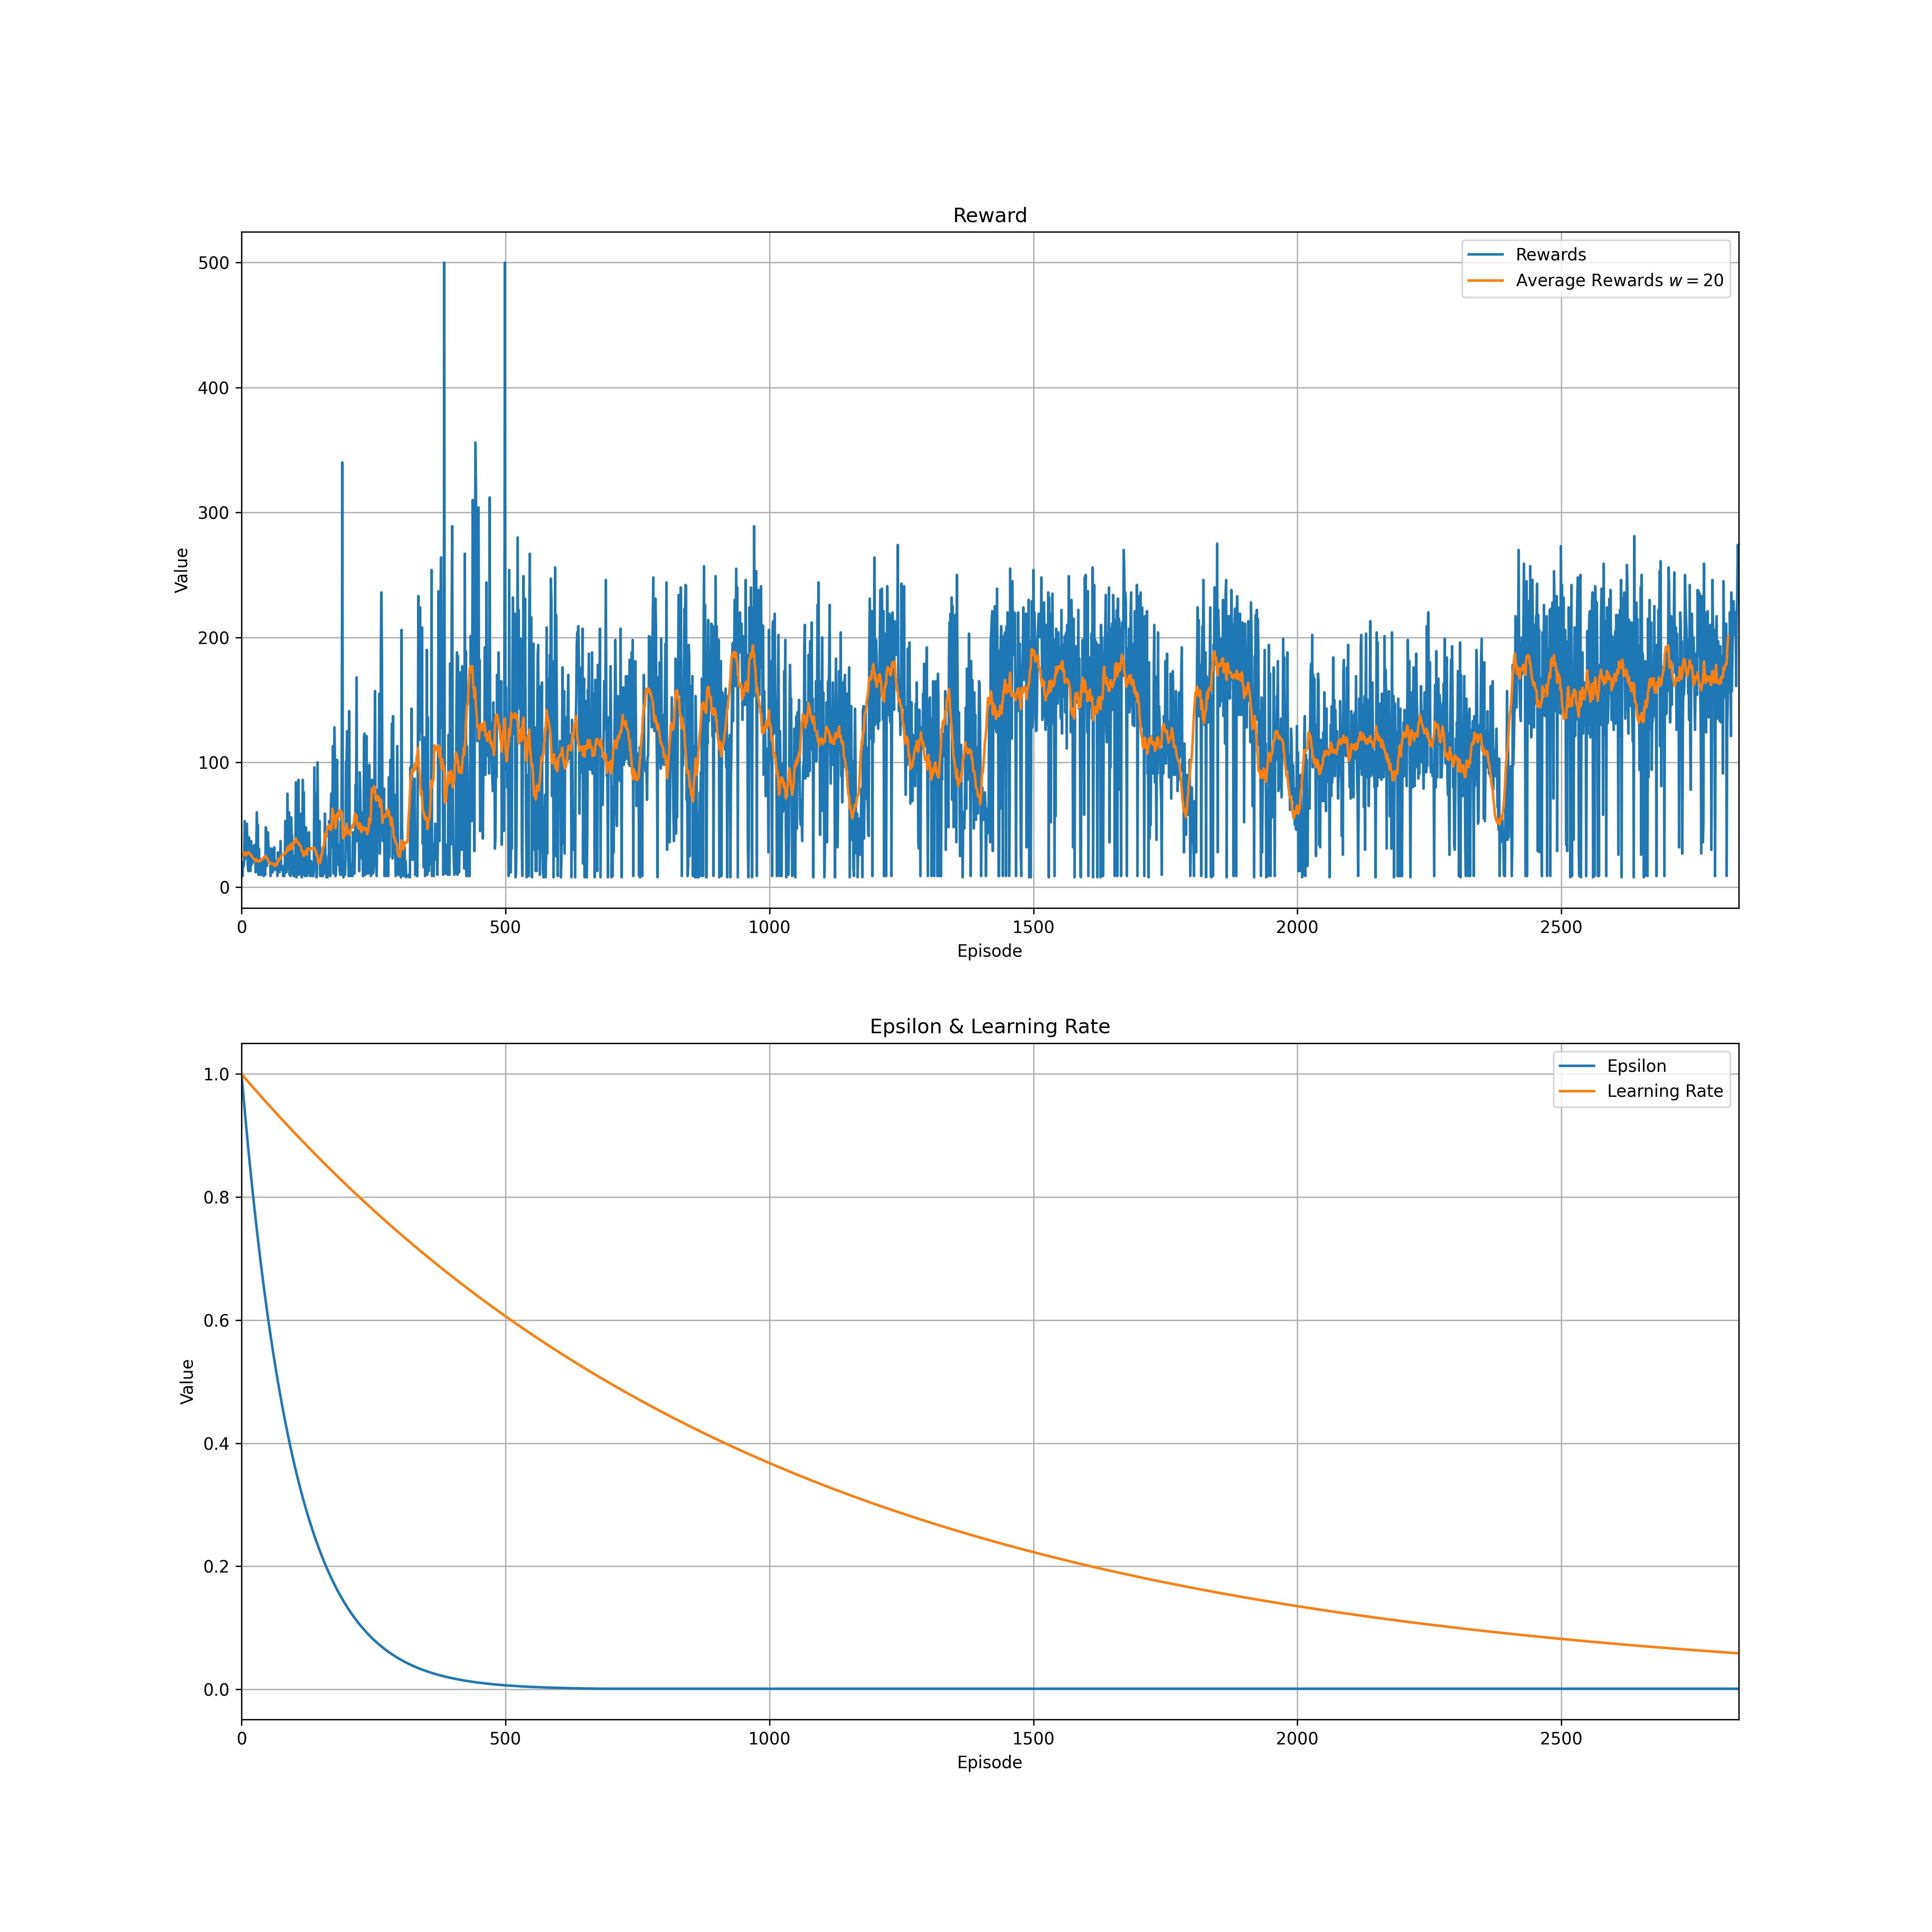 Reward
500
400
300
200
100
0
Value
Rewards
Average Rewards w = 20
0 500 1000 1500 2000 2500
Episode
Epsilon & Learning Rate
1.0
0.8
0.6
0.4
0.2
0.0
Value
Epsilon
Learning Rate
0 500 1000 1500 2000 2500
Episode